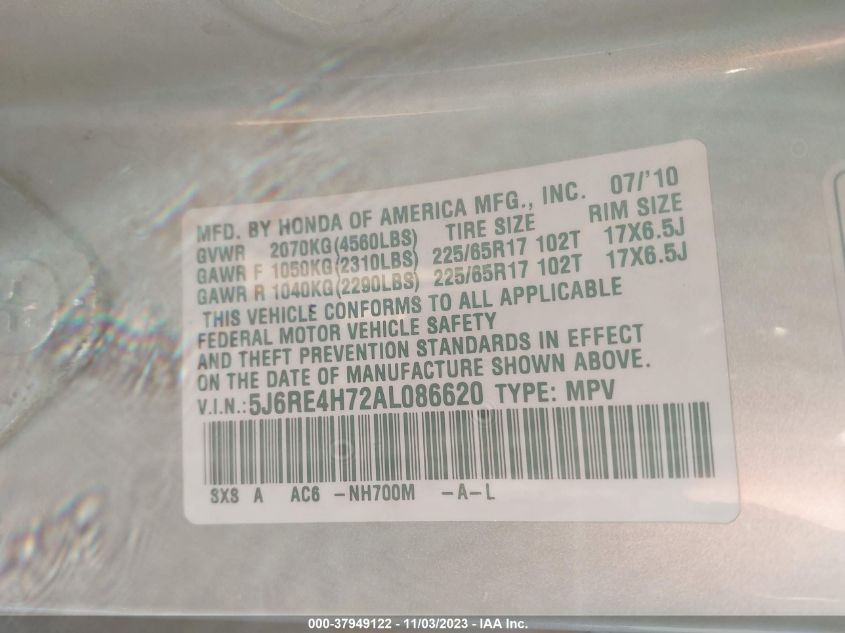 MFD. BY HONDA OF AMERICA MFG., INC. 07/'10
GVWR 2070KG(4560LBS) TIRE SIZE RIM SIZE
GAWR F 1050KG(2310LBS) 225/65R17 102T 17X6.5J
GAWR R 1040KG(2290LBS) 225/65R17 102T 17X6.5J
THIS VEHICLE CONFORMS TO ALL APPLICABLE
FEDERAL MOTOR VEHICLE SAFETY
AND THEFT PREVENTION STANDARDS IN EFFECT
ON THE DATE OF MANUFACTURE SHOWN ABOVE.
V.I.N.: 5J6RE4H72AL086620 TYPE: MPV
SXS A AC6 -NH700M -A-L
000-37949122 - 11/03/2023 - IAA Inc.